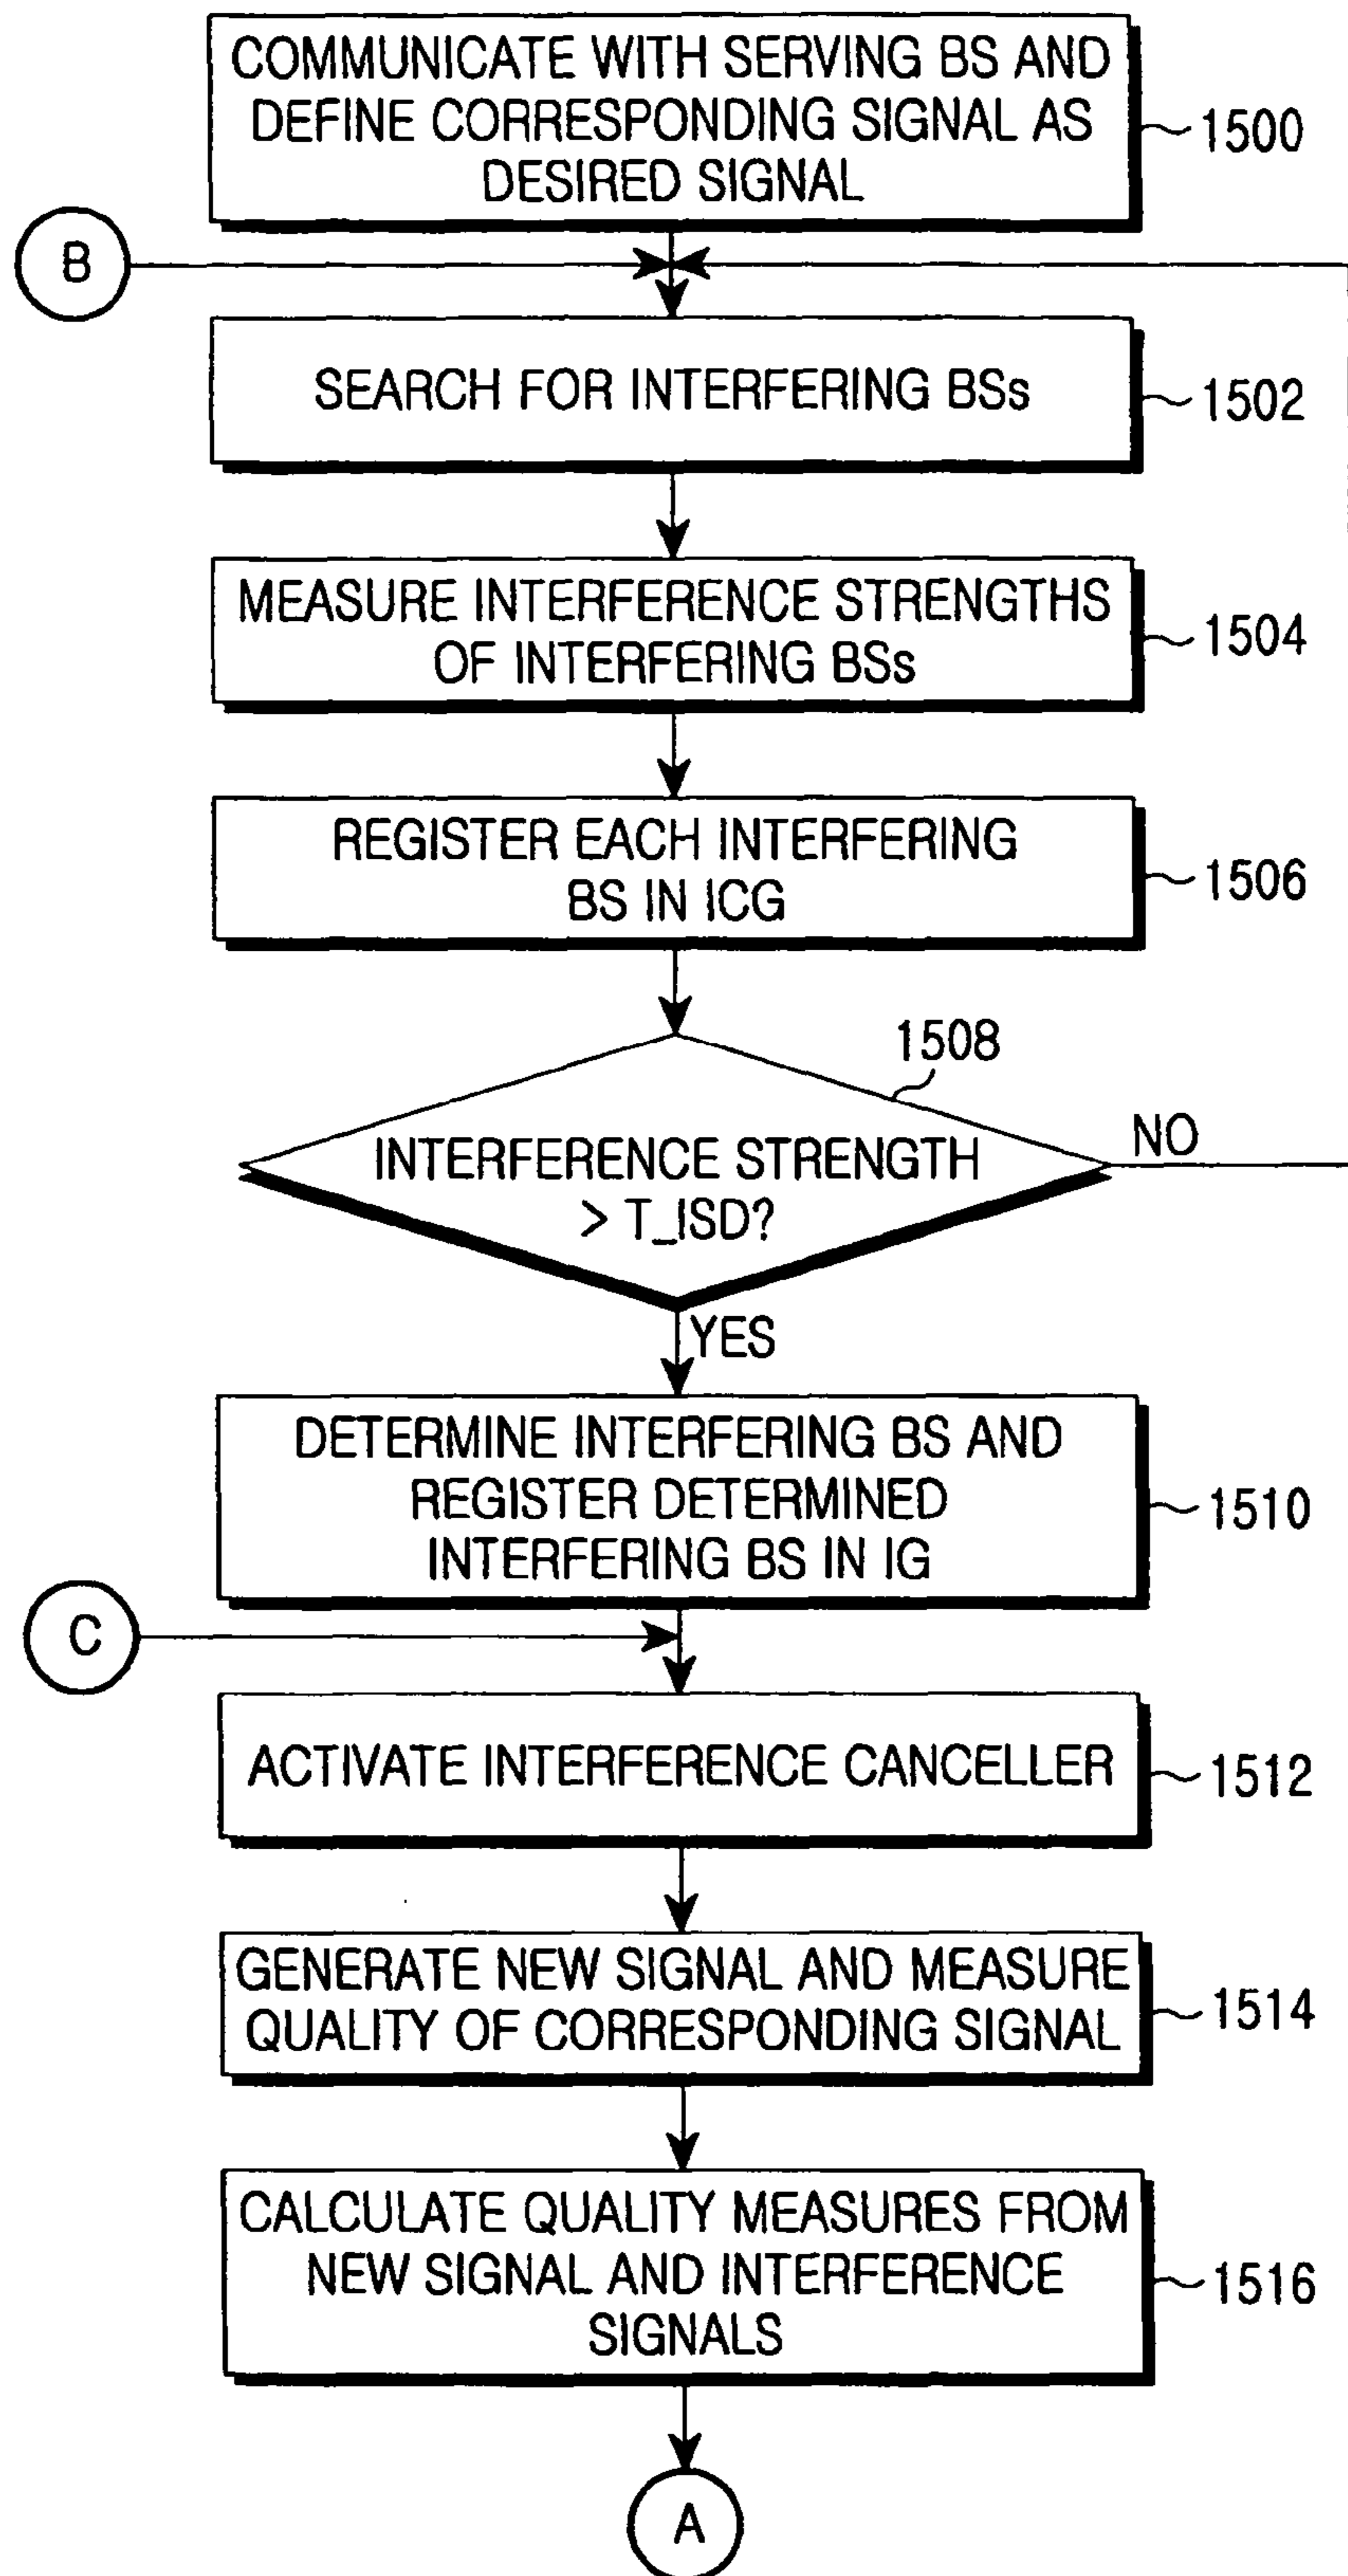 COMMUNICATE WITH SERVING BS AND
DEFINE CORRESPONDING SIGNAL AS
DESIRED SIGNAL
1500
B
SEARCH FOR INTERFERING BSs
1502
MEASURE INTERFERENCE STRENGTHS
OF INTERFERING BSs
1504
REGISTER EACH INTERFERING
BS IN ICG
1506
1508
INTERFERENCE STRENGTH
> T_ISD?
NO
YES
DETERMINE INTERFERING BS AND
REGISTER DETERMINED
INTERFERING BS IN IG
1510
C
ACTIVATE INTERFERENCE CANCELLER
1512
GENERATE NEW SIGNAL AND MEASURE
QUALITY OF CORRESPONDING SIGNAL
1514
CALCULATE QUALITY MEASURES FROM
NEW SIGNAL AND INTERFERENCE
SIGNALS
1516
A